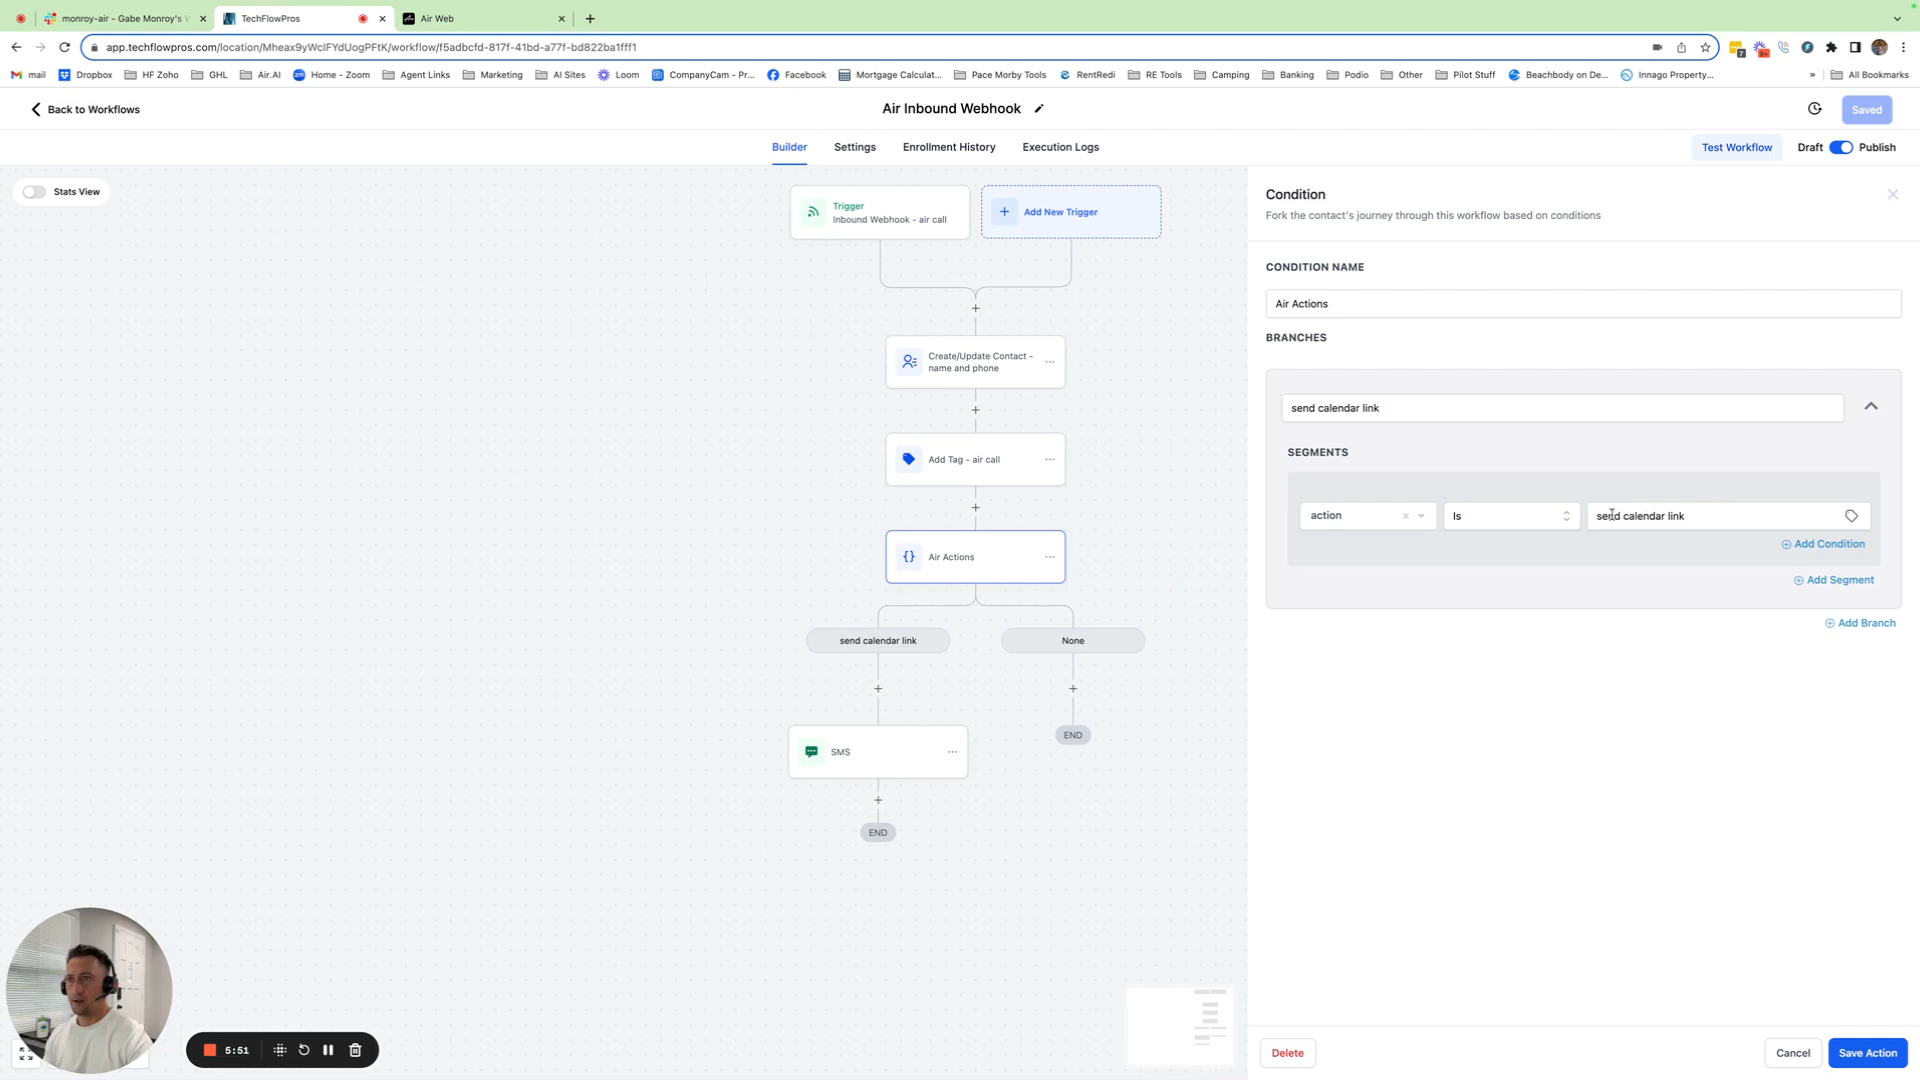 monroy-air - Gabe Monroy's
TechFlowPros
Air Web
app.techflowpros.com/location/Mheax9yWclFYdUogPFtK/workflow/f5adbcfd-817f-41bd-a77f-bd822ba1fff1
mail
Dropbox
HF Zoho
GHL
Air.AI
Home - Zoom
Agent Links
Marketing
AI Sites
Loom
CompanyCam - Pr...
Facebook
Mortgage Calculat...
Pace Morby Tools
RentRedi
RE Tools
Camping
Banking
Podio
Other
Pilot Stuff
Beachbody on De...
Innago Property...
»
All Bookmarks
Back to Workflows
Air Inbound Webhook
Saved
Builder
Settings
Enrollment History
Execution Logs
Test Workflow
Draft
Publish
Stats View
Trigger
Inbound Webhook - air call
Add New Trigger
Create/Update Contact -
name and phone
Add Tag - air call
Air Actions
send calendar link
None
SMS
END
END
Condition
Fork the contact's journey through this workflow based on conditions
CONDITION NAME
Air Actions
BRANCHES
send calendar link
SEGMENTS
action
Is
send calendar link
Add Condition
Add Segment
Add Branch
5:51
Delete
Cancel
Save Action